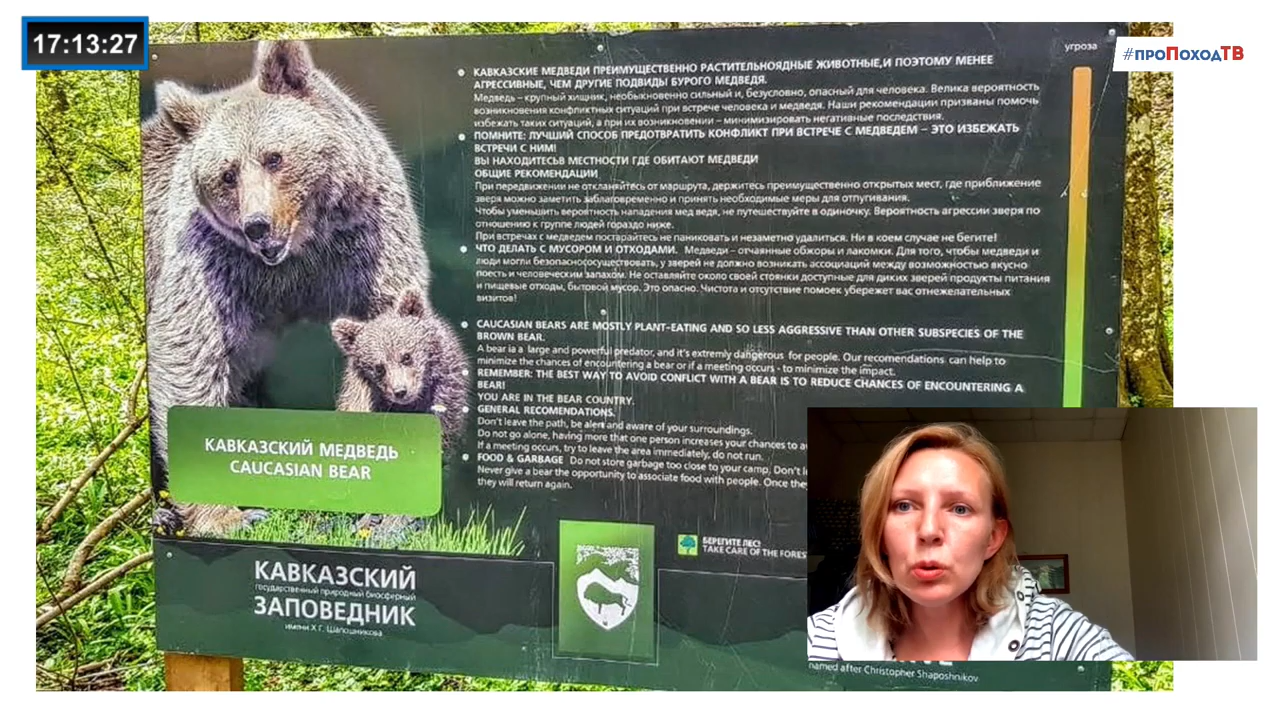 17:13:27
угроза
#проПоходТВ
КАВКАЗСКИЕ МЕДВЕДИ ПРЕИМУЩЕСТВЕННО РАСТИТЕЛЬНОЯДНЫЕ ЖИВОТНЫЕ,И ПОЭТОМУ МЕНЕЕ
АГРЕССИВНЫЕ, ЧЕМ ДРУГИЕ ПОДВИДЫ БУРОГО МЕДВЕДЯ.
Медведь – крупный хищник, необыкновенно сильный и, безусловно, опасный для человека. Велика вероятность
возникновения конфликтных ситуаций при встрече человека и медведя. Наши рекомендации призваны помочь
избежать таких ситуаций, а при их возникновении – минимизировать негативные последствия.
ПОМНИТЕ: ЛУЧШИЙ СПОСОБ ПРЕДОТВРАТИТЬ КОНФЛИКТ ПРИ ВСТРЕЧЕ С МЕДВЕДЕМ – ЭТО ИЗБЕЖАТЬ
ВСТРЕЧИ С НИМ!
ВЫ НАХОДИТЕСЬВ МЕСТНОСТИ ГДЕ ОБИТАЮТ МЕДВЕДИ
ОБЩИЕ РЕКОМЕНДАЦИИ
При передвижении не откланяйтесь от маршрута, держитесь преимущественно открытых мест, где приближение
зверя можно заметить заблаговременно и принять необходимые меры для отпугивания.
Чтобы уменьшить вероятность нападения мед ведя, не путешествуйте в одиночку. Вероятность агрессии зверя по
отношению к группе людей гораздо ниже.
При встречах с медведем постарайтесь не паниковать и незаметно удалиться. Ни в коем случае не бегите!
ЧТО ДЕЛАТЬ С МУСОРОМ И ОТХОДАМИ. Медведи – отчаянные обжоры и лакомки. Для того, чтобы медведи и
люди могли безопасносоществовать, у зверей не должно возникать ассоциаций между возможностью вкусно
поесть и человеческим запахом. Не оставляйте около своей стоянки доступные для диких зверей продукты питания
и пищевые отходы, бытовой мусор. Это опасно. Чистота и отсутствие помоек убережет вас отнежелательных
визитов!
CAUCASIAN BEARS ARE MOSTLY PLANT-EATING AND SO LESS AGGRESSIVE THAN OTHER SUBSPECIES OF THE
BROWN BEAR.
A bear ia a large and powerful predator, and it's extremly dangerous for people. Our recomendations can help to
minimize the chances of encountering a bear or if a meeting occurs - to minimize the impact.
REMEMBER: THE BEST WAY TO AVOID CONFLICT WITH A BEAR IS TO REDUCE CHANCES OF ENCOUNTERING A
BEAR!
YOU ARE IN THE BEAR COUNTRY.
GENERAL RECOMENDATIONS.
Don't leave the path, be alert and aware of your surroundings.
Do not go alone, having more that one person increases your chances to
If a meeting occurs, try to leave the area immediately, do not run.
FOOD & GARBAGE Do not store garbage too close to your camp. Don't
Never give a bear the opportunity to associate food with people. Once
they will return again.
КАВКАЗСКИЙ МЕДВЕДЬ
CAUCASIAN BEAR
БЕРЕГИТЕ ЛЕС!
TAKE CARE OF THE FOREST
КАВКАЗСКИЙ
государственный природный биосферный
ЗАПОВЕДНИК
имени Х.Г. Шапошникова
named after Christopher Shaposhnikov